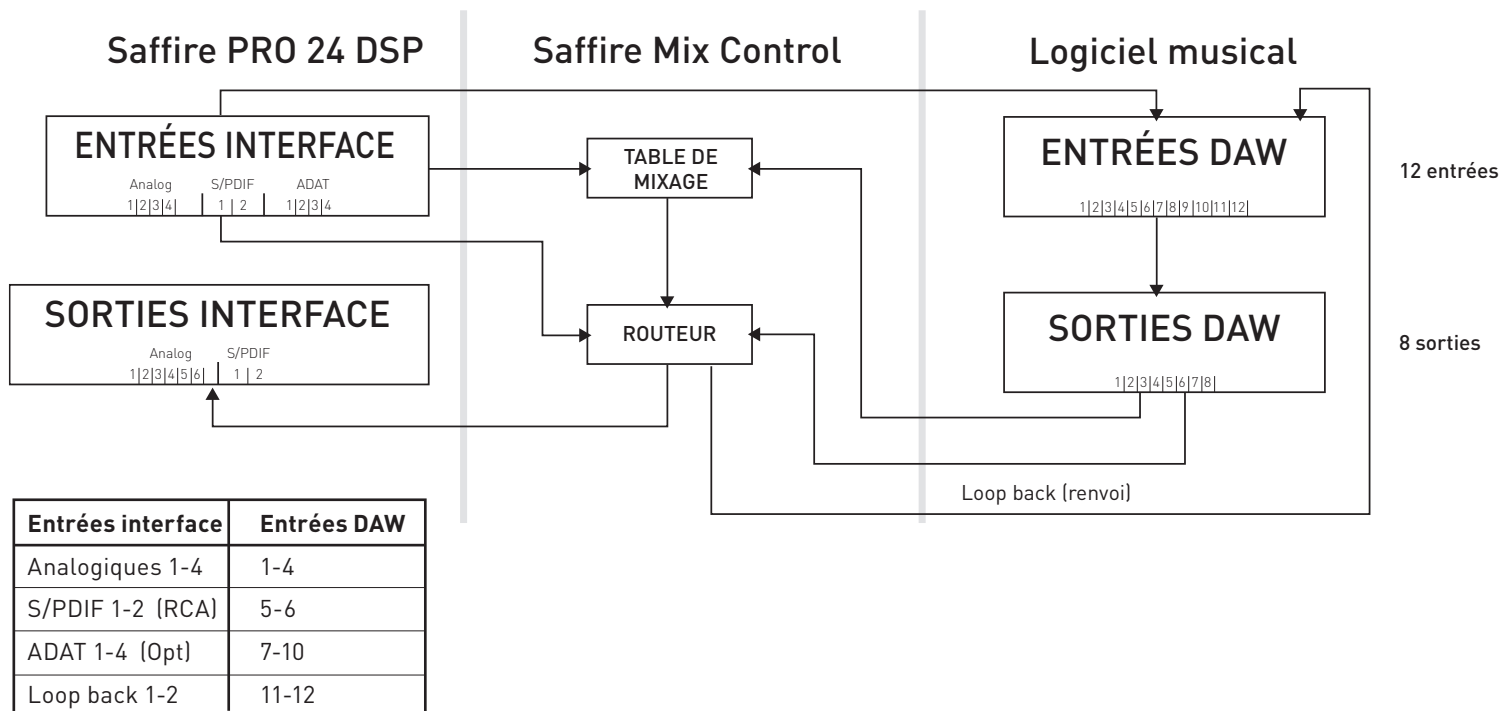 Saffire PRO 24 DSP
Saffire Mix Control
Logiciel musical
ENTRÉES INTERFACE
Analog S/PDIF ADAT
1|2|3|4| 1 | 2 1|2|3|4
TABLE DE
MIXAGE
ENTRÉES DAW
1|2|3|4|5|6|7|8|9|10|11|12|
12 entrées
SORTIES INTERFACE
Analog S/PDIF
1|2|3|4|5|6| 1 | 2
ROUTEUR
SORTIES DAW
1|2|3|4|5|6|7|8|
8 sorties
Loop back (renvoi)
Entrées interface Entrées DAW
Analogiques 1-4 1-4
S/PDIF 1-2 (RCA) 5-6
ADAT 1-4 (Opt) 7-10
Loop back 1-2 11-12